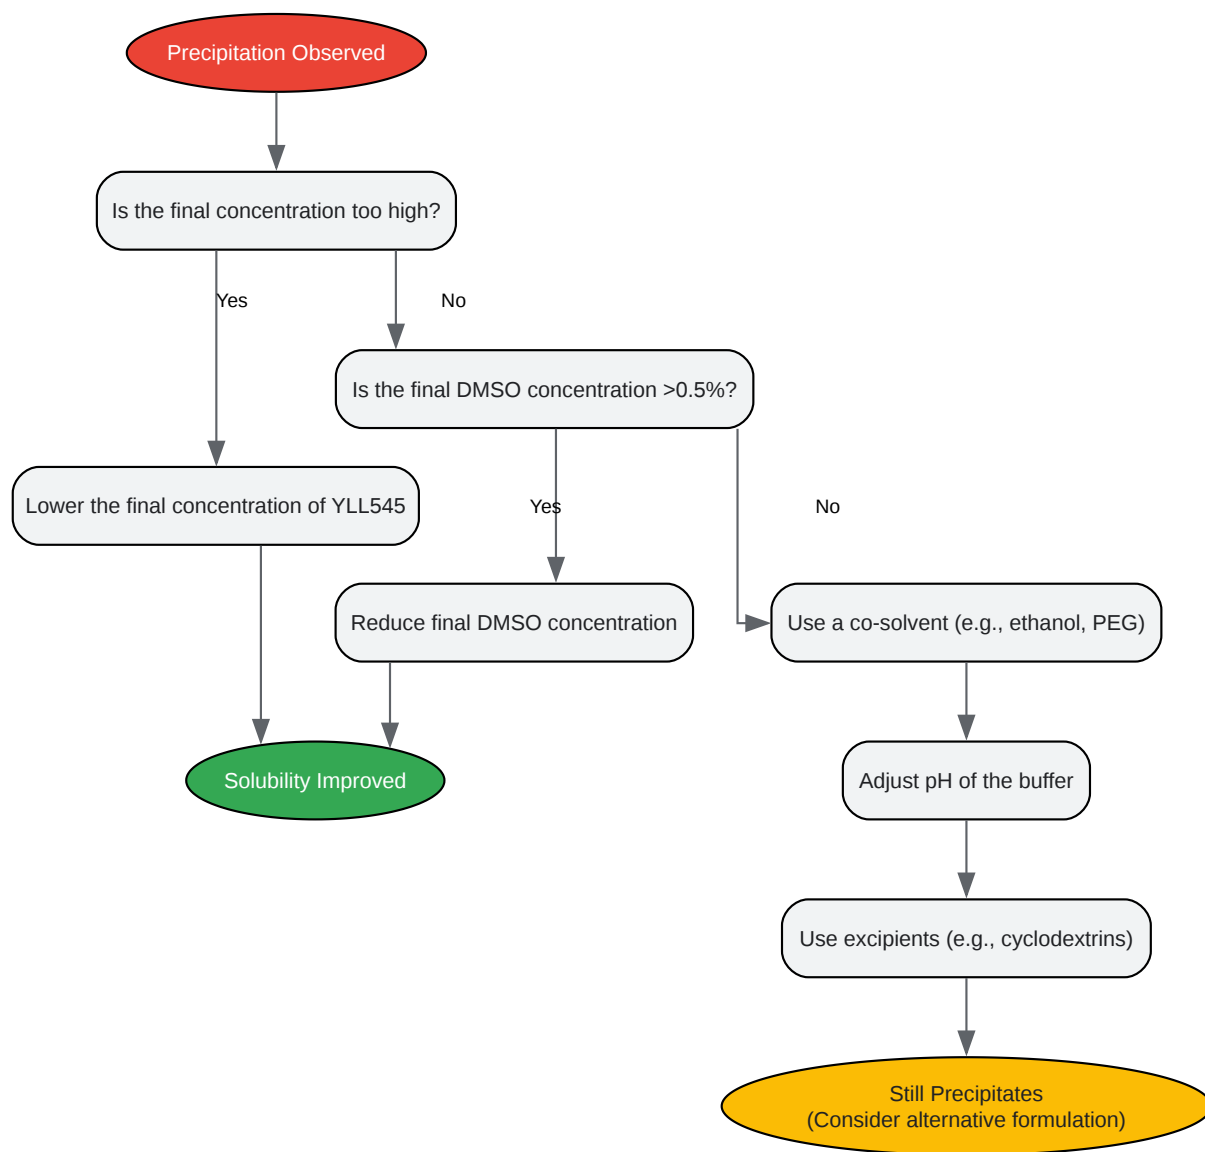 Precipitation Observed
Is the final concentration too high?
Yes
No
Is the final DMSO concentration >0.5%?
Lower the final concentration of YLL545
Yes
No
Reduce final DMSO concentration
Use a co-solvent (e.g., ethanol, PEG)
Solubility Improved
Adjust pH of the buffer
Use excipients (e.g., cyclodextrins)
Still Precipitates
(Consider alternative formulation)